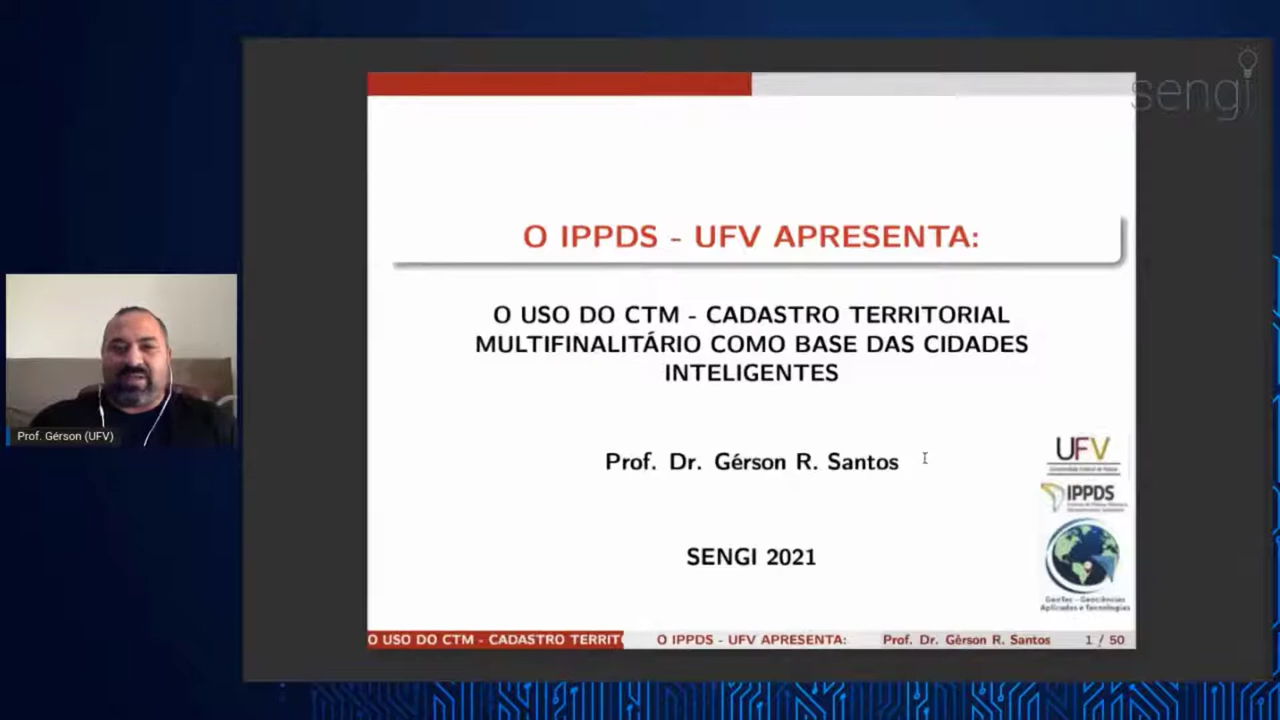 sengi
O IPPDS - UFV APRESENTA:
O USO DO CTM - CADASTRO TERRITORIAL
MULTIFINALITÁRIO COMO BASE DAS CIDADES
INTELIGENTES
Prof. Gérson (UFV)
Prof. Dr. Gérson R. Santos
UFV
IPPDS
SENGI 2021
GeoTec - Geociências
Aplicadas e Tecnologias
O USO DO CTM - CADASTRO TERRIT
O IPPDS - UFV APRESENTA:
Prof. Dr. Gérson R. Santos
1 / 50